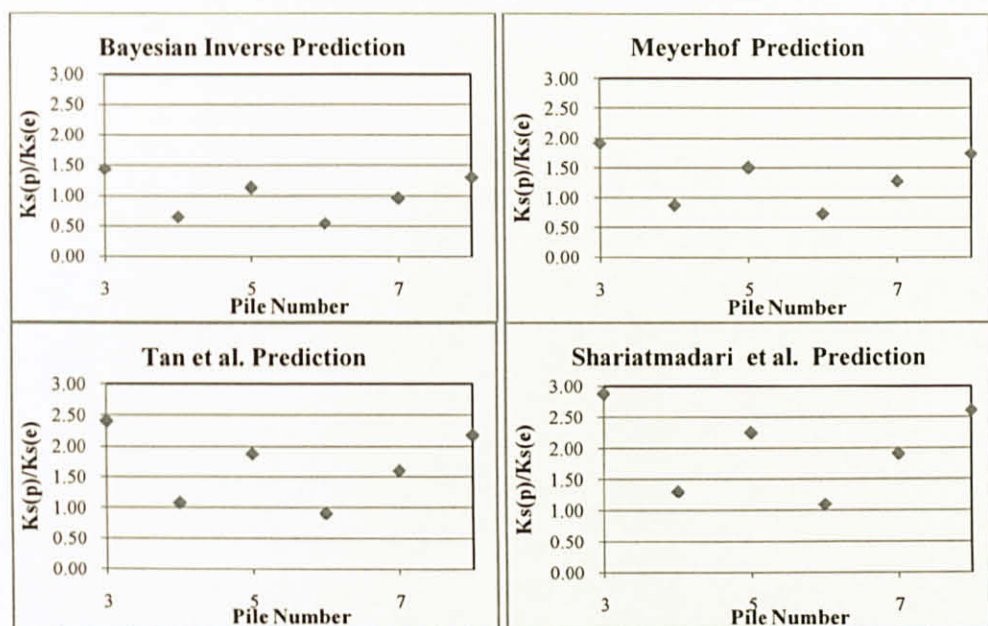 Bayesian Inverse Prediction
Ks(p)/Ks(e)
3.00
2.50
2.00
1.50
1.00
0.50
0.00
3 5 7
Pile Number
Meyerhof Prediction
Ks(p)/Ks(e)
3.00
2.50
2.00
1.50
1.00
0.50
0.00
3 5 7
Pile Number
Tan et al. Prediction
Ks(p)/Ks(e)
3.00
2.50
2.00
1.50
1.00
0.50
0.00
3 5 7
Pile Number
Shariatmadari et al. Prediction
Ks(p)/Ks(e)
3.00
2.50
2.00
1.50
1.00
0.50
0.00
3 5 7
Pile Number